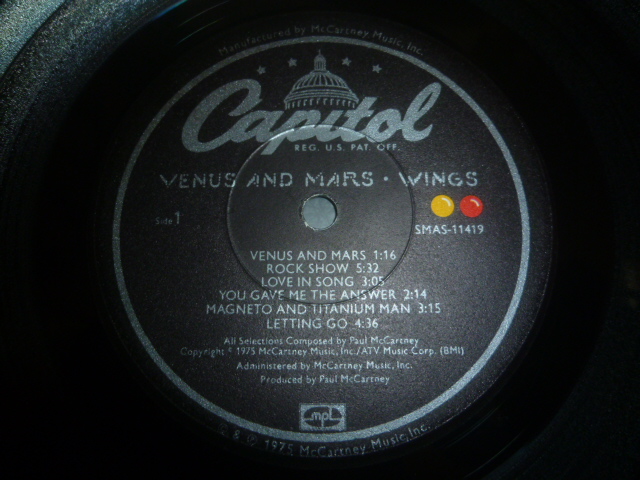 Manufactured by McCartney Music, Inc.
Capitol
REG. U.S. PAT. OFF.
VENUS AND MARS • WINGS
Side 1
SMAS-11419
VENUS AND MARS 1:16
ROCK SHOW 5:32
LOVE IN SONG 3:05
YOU GAVE ME THE ANSWER 2:14
MAGNETO AND TITANIUM MAN 3:15
LETTING GO 4:36
All Selections Composed by Paul McCartney
Copyright © 1975 McCartney Music, Inc./ATV Music Corp. (BMI)
Administered by McCartney Music, Inc.
Produced by Paul McCartney
mpl
& ℗ 1975 McCartney Music, Inc.